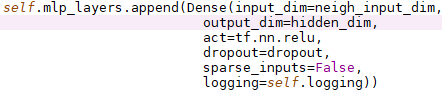 self.mlp_layers.append(Dense(input_dim=neigh_input_dim,
output_dim=hidden_dim,
act=tf.nn.relu,
dropout=dropout,
sparse_inputs=False,
logging=self.logging))